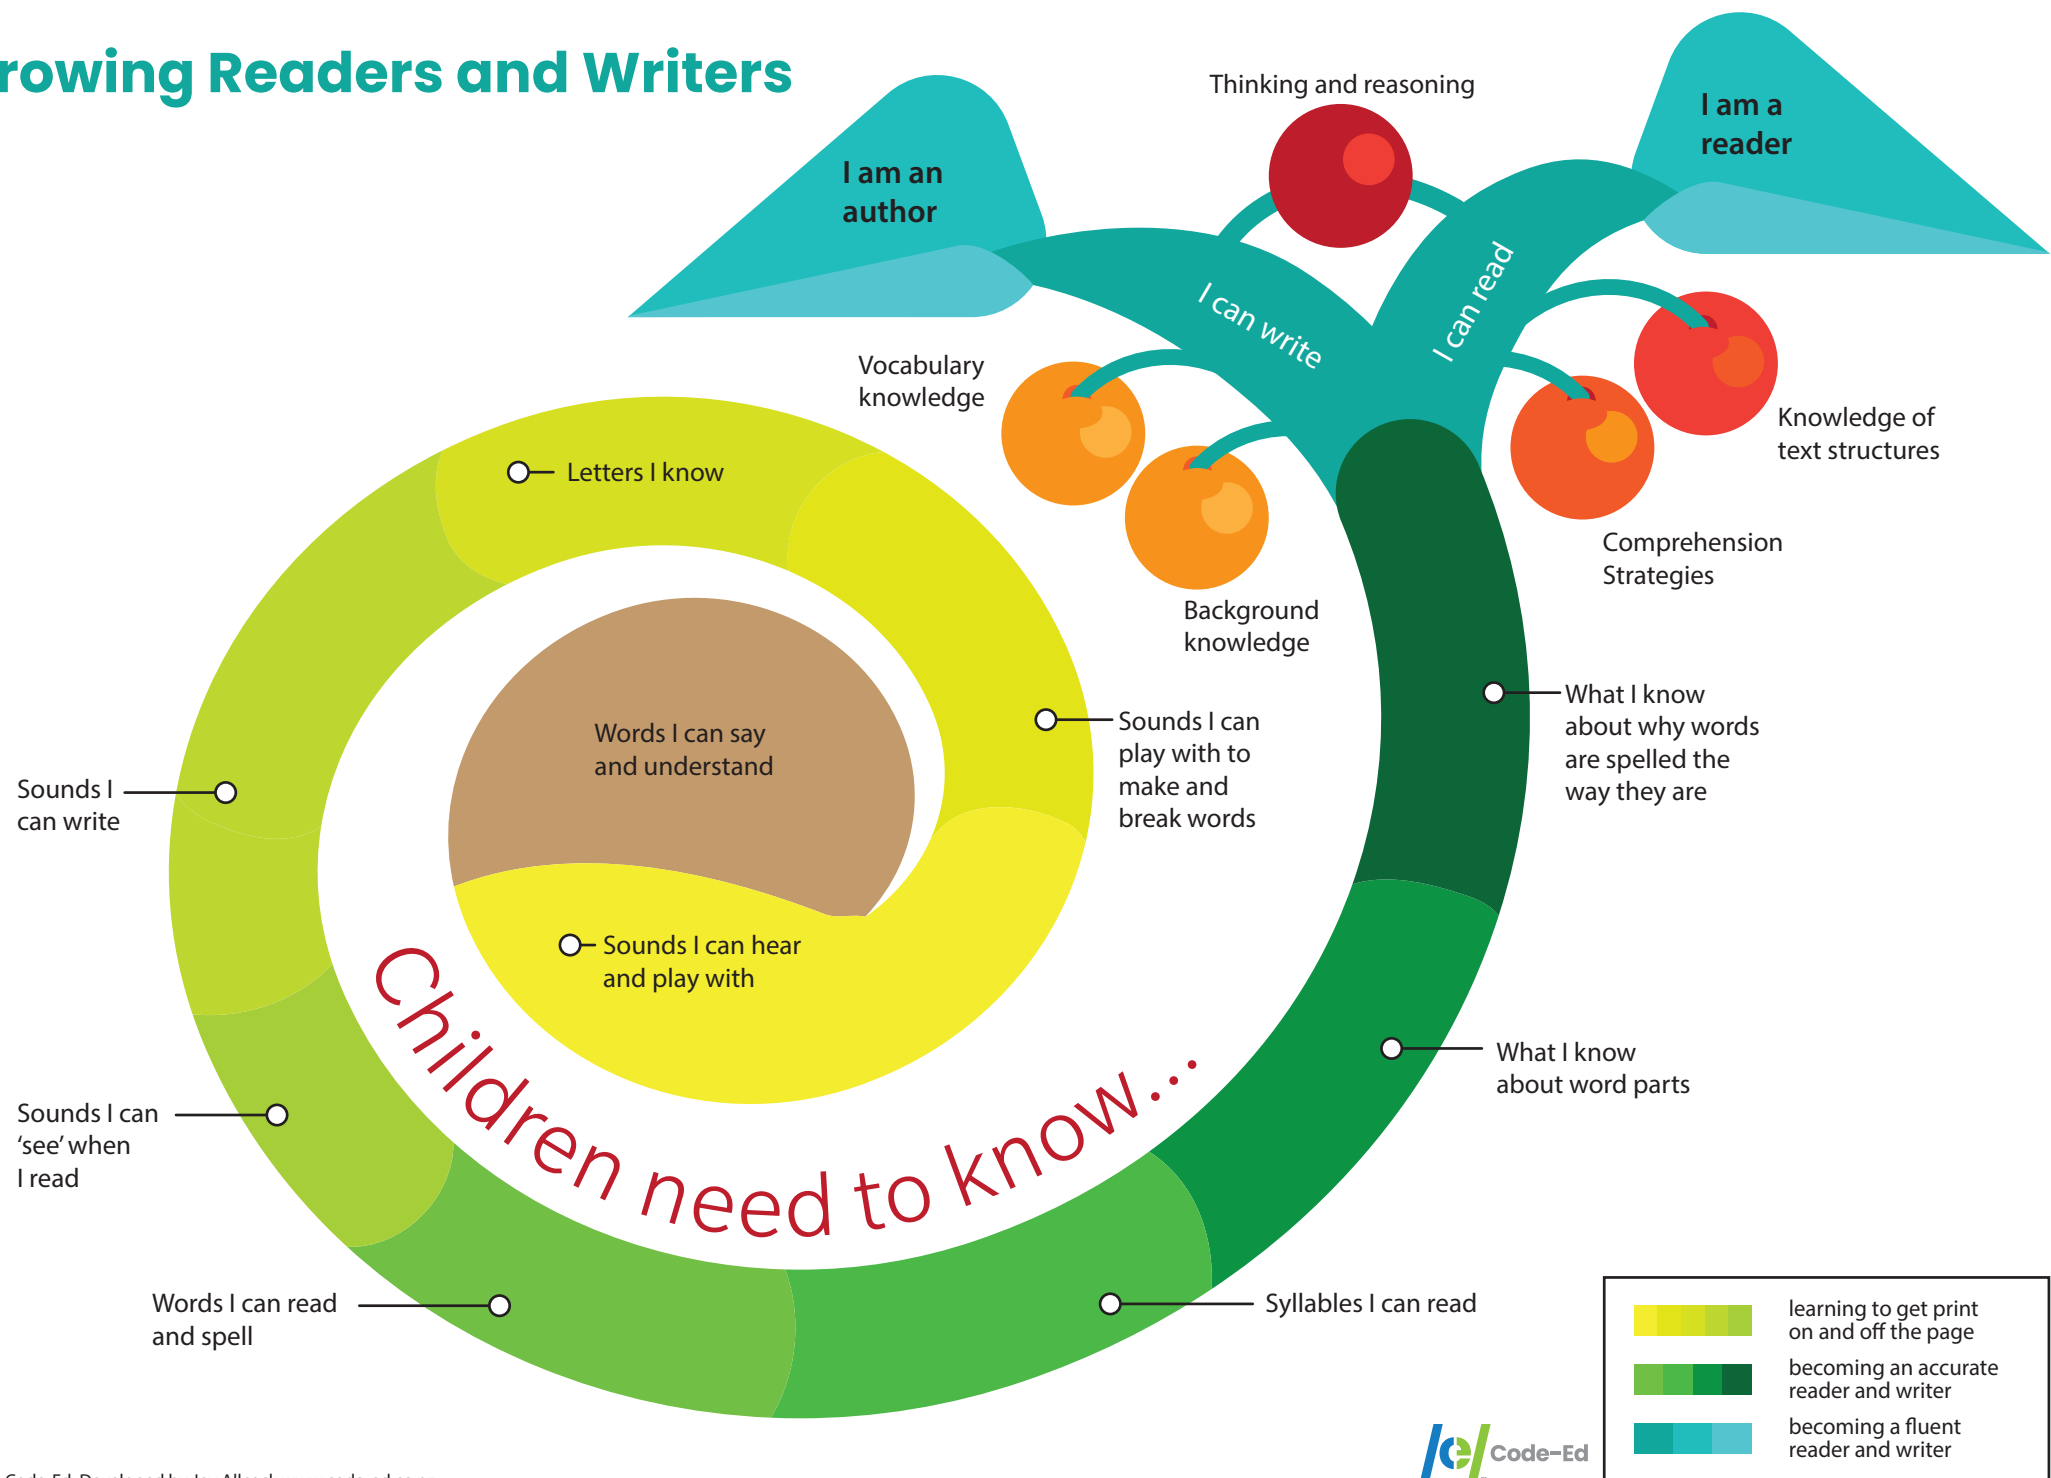 rowing Readers and Writers
Thinking and reasoning
I am a
reader
I am an
author
I can write
I can read
Vocabulary
knowledge
Knowledge of
text structures
Comprehension
Strategies
Background
knowledge
Letters I know
Words I can say
and understand
Sounds I can
play with to
make and
break words
What I know
about why words
are spelled the
way they are
Sounds I
can write
Sounds I can hear
and play with
Children need to know...
What I know
about word parts
Sounds I can
‘see’ when
I read
Words I can read
and spell
Syllables I can read
learning to get print
on and off the page
becoming an accurate
reader and writer
becoming a fluent
reader and writer
/e/ Code-Ed